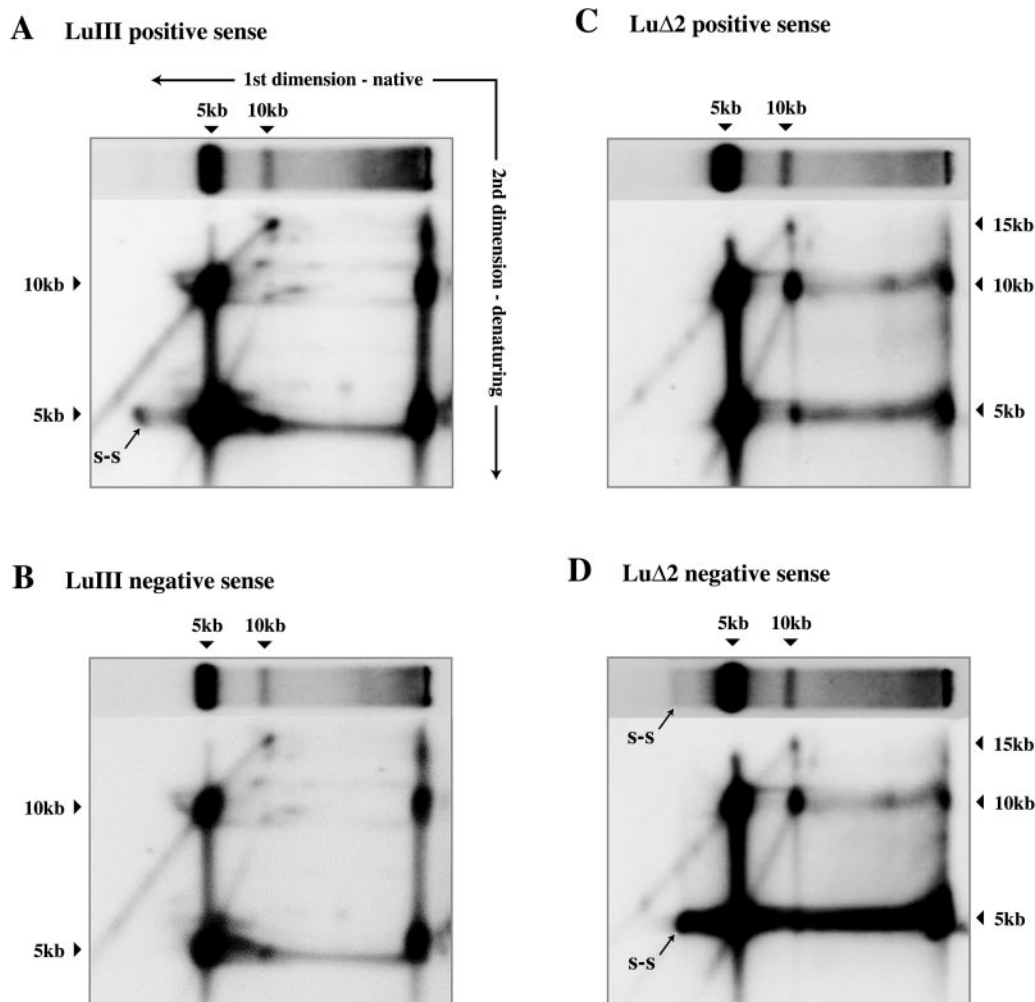 A LuIII positive sense
1st dimension - native
5kb 10kb
2nd dimension - denaturing
10kb
5kb
s-s
C LuΔ2 positive sense
5kb 10kb
15kb
10kb
5kb
B LuIII negative sense
5kb 10kb
10kb
5kb
D LuΔ2 negative sense
5kb 10kb
s-s
15kb
10kb
5kb
s-s